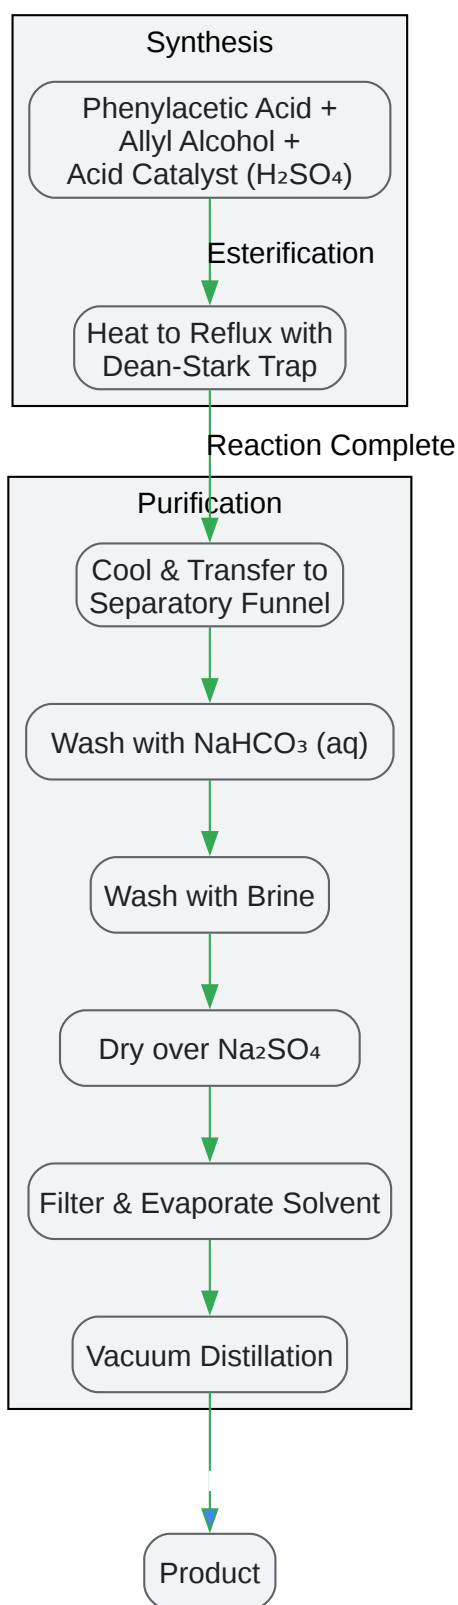 Synthesis
Phenylacetic Acid +
Allyl Alcohol +
Acid Catalyst (H₂SO₄)
Esterification
Heat to Reflux with
Dean-Stark Trap
Reaction Complete
Purification
Cool & Transfer to
Separatory Funnel
Wash with NaHCO₃ (aq)
Wash with Brine
Dry over Na₂SO₄
Filter & Evaporate Solvent
Vacuum Distillation
Product